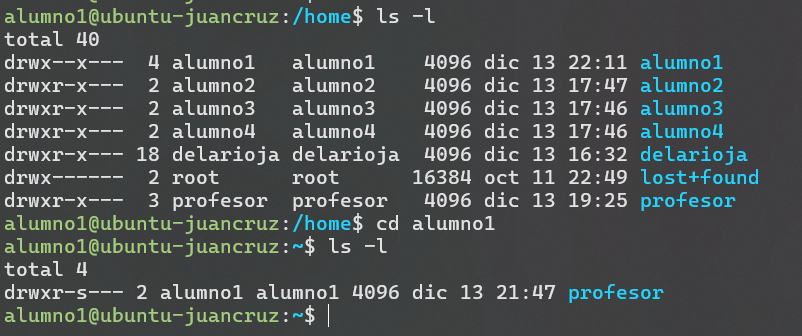 alumno1@ubuntu-juancruz:/home$ ls -l
total 40
drwx--x---  4 alumno1   alumno1    4096 dic 13 22:11 alumno1
drwxr-x---  2 alumno2   alumno2    4096 dic 13 17:47 alumno2
drwxr-x---  2 alumno3   alumno3    4096 dic 13 17:46 alumno3
drwxr-x---  2 alumno4   alumno4    4096 dic 13 17:46 alumno4
drwxr-x--- 18 delarioja delarioja  4096 dic 13 16:32 delarioja
drwx------  2 root      root      16384 oct 11 22:49 lost+found
drwxr-x---  3 profesor  profesor   4096 dic 13 19:25 profesor
alumno1@ubuntu-juancruz:/home$ cd alumno1
alumno1@ubuntu-juancruz:~$ ls -l
total 4
drwxr-s--- 2 alumno1 alumno1 4096 dic 13 21:47 profesor
alumno1@ubuntu-juancruz:~$